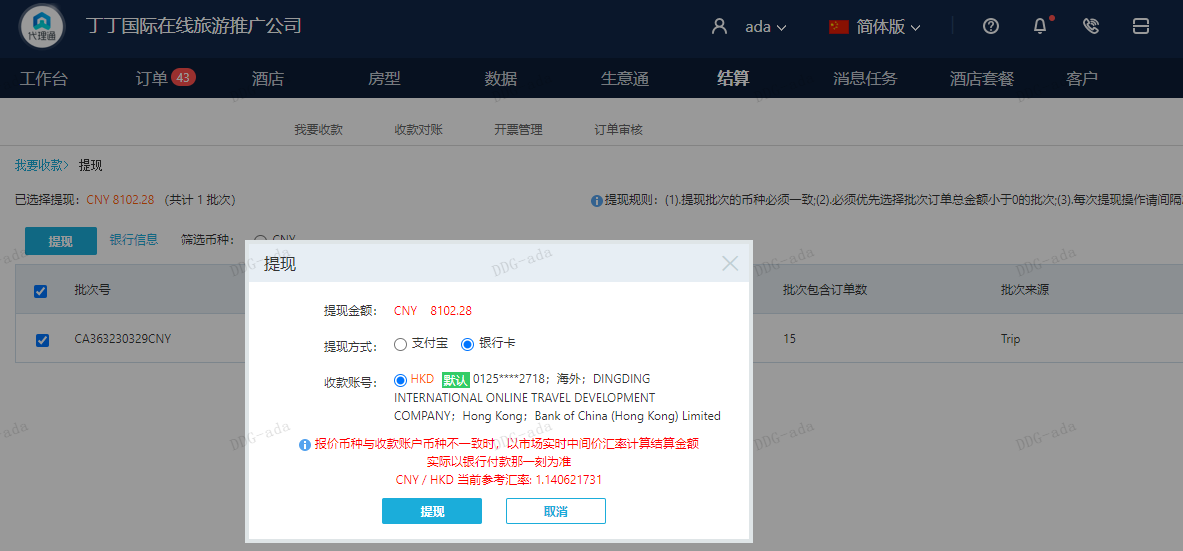 代理通
丁丁国际在线旅游推广公司
ada
简体版
工作台
订单 43
酒店
房型
数据
生意通
结算
消息任务
酒店套餐
客户
我要收款
收款对账
开票管理
订单审核
我要收款> 提现
已选择提现： CNY 8102.28 （共计 1 批次）
提现规则：(1).提现批次的币种必须一致;(2).必须优先选择批次订单总金额小于0的批次;(3).每次提现操作请间隔
提现
银行信息
筛选币种：
CNY
批次号
批次包含订单数
批次来源
CA363230329CNY
15
Trip
提现
提现金额： CNY 8102.28
提现方式： 支付宝 银行卡
收款账号： HKD 默认 0125****2718；海外；DINGDING
INTERNATIONAL ONLINE TRAVEL DEVELOPMENT
COMPANY；Hong Kong；Bank of China (Hong Kong) Limited
报价币种与收款账户币种不一致时，以市场实时中间价汇率计算结算金额
实际以银行付款那一刻为准
CNY / HKD 当前参考汇率: 1.140621731
提现
取消
DDG-ada
DDG-ada
DDG-ada
DDG-ada
DDG-ada
DDG-ada